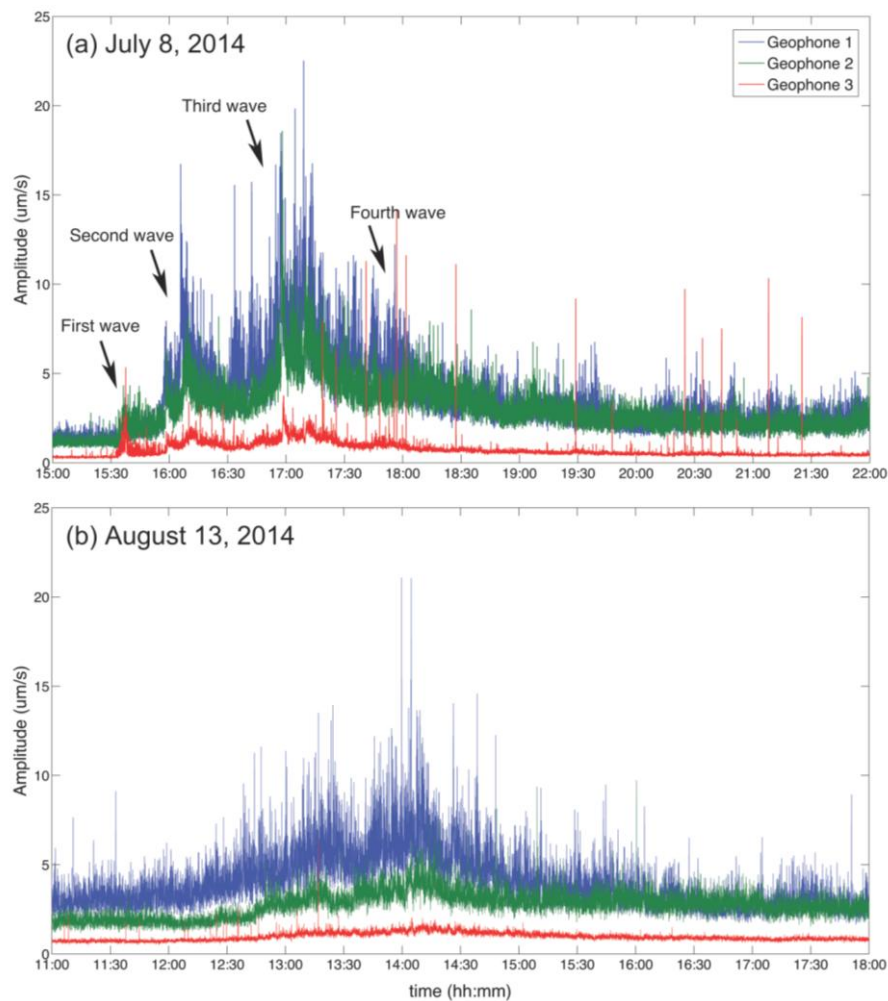 (a) July 8, 2014
Geophone 1
Geophone 2
Geophone 3
Third wave
Second wave
Fourth wave
First wave
Amplitude (um/s)
25
20
15
10
5
0
15:00 15:30 16:00 16:30 17:00 17:30 18:00 18:30 19:00 19:30 20:00 20:30 21:00 21:30 22:00
(b) August 13, 2014
Amplitude (um/s)
25
20
15
10
5
0
11:00 11:30 12:00 12:30 13:00 13:30 14:00 14:30 15:00 15:30 16:00 16:30 17:00 17:30 18:00
time (hh:mm)